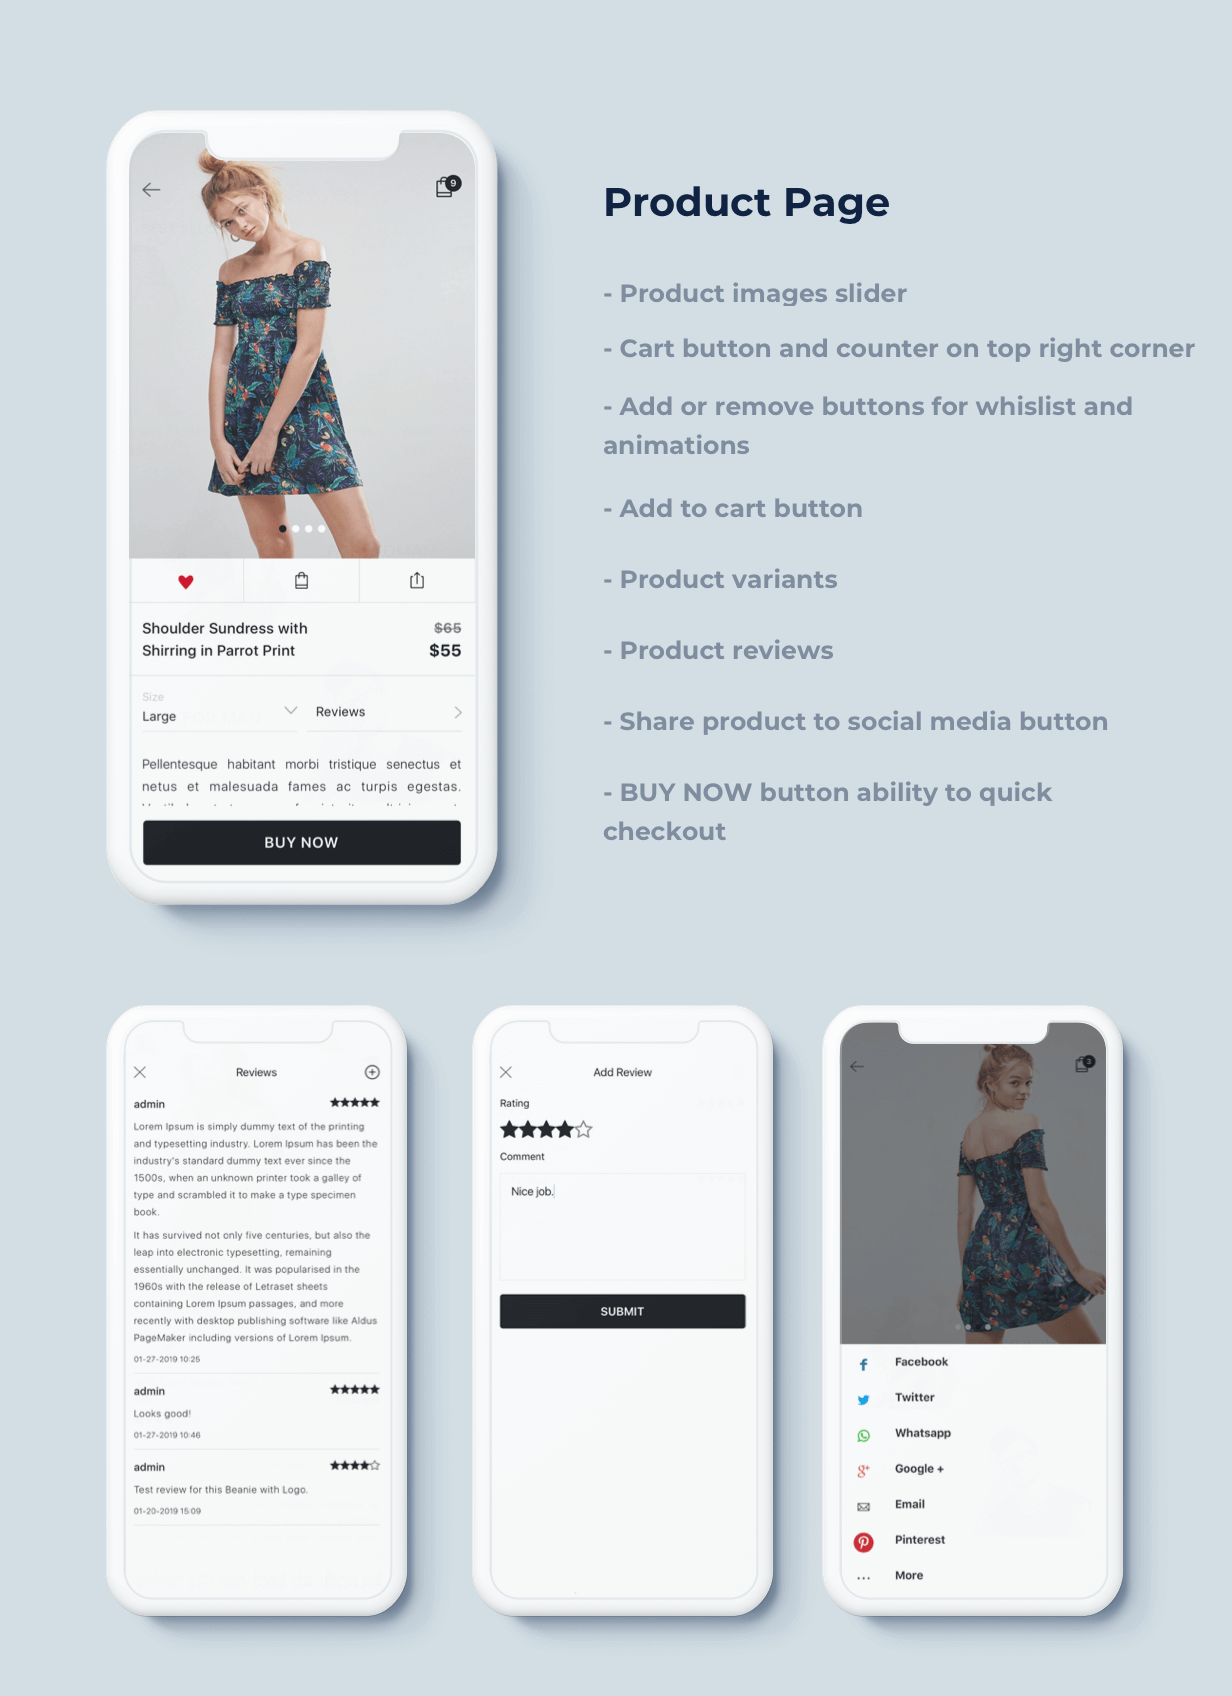 9
Product Page
- Product images slider
- Cart button and counter on top right corner
- Add or remove buttons for whislist and
animations
- Add to cart button
- Product variants
- Product reviews
- Share product to social media button
- BUY NOW button ability to quick
checkout
Shoulder Sundress with
$65
Shirring in Parrot Print
$55
Size
Large
Reviews
Pellentesque habitant morbi tristique senectus et
netus et malesuada fames ac turpis egestas.
BUY NOW
Reviews
admin
Lorem Ipsum is simply dummy text of the printing
and typesetting industry. Lorem Ipsum has been the
industry's standard dummy text ever since the
1500s, when an unknown printer took a galley of
type and scrambled it to make a type specimen
book.
It has survived not only five centuries, but also the
leap into electronic typesetting, remaining
essentially unchanged. It was popularised in the
1960s with the release of Letraset sheets
containing Lorem Ipsum passages, and more
recently with desktop publishing software like Aldus
PageMaker including versions of Lorem Ipsum.
01-27-2019 10:25
admin
Looks good!
01-27-2019 10:46
admin
Test review for this Beanie with Logo.
01-20-2019 15:09
Add Review
Rating
Comment
Nice job.
SUBMIT
Facebook
Twitter
Whatsapp
Google +
Email
Pinterest
More